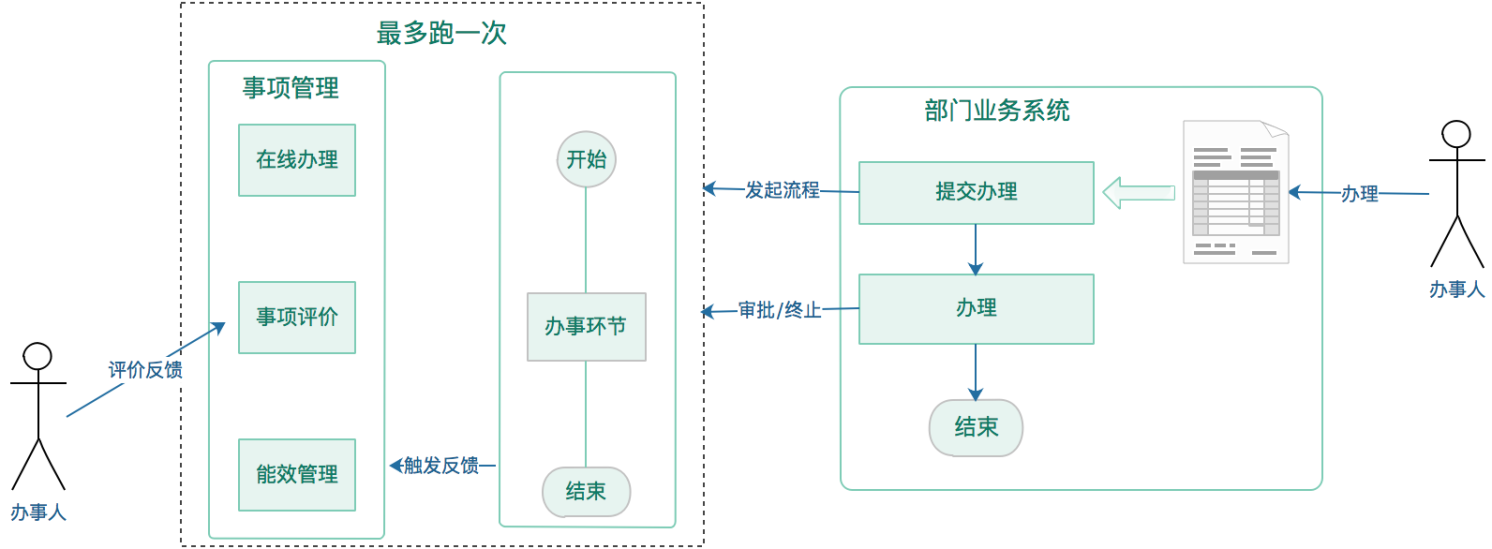 最多跑一次
事项管理
在线办理
事项评价
能效管理
开始
办事环节
结束
触发反馈
评价反馈
办事人
部门业务系统
提交办理
办理
结束
发起流程
审批/终止
办理
办事人